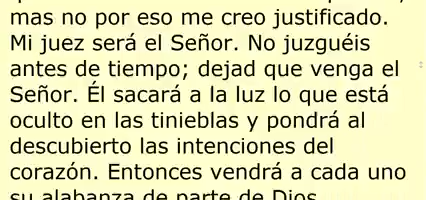 mas no por eso me creo justificado.
Mi juez será el Señor. No juzguéis
antes de tiempo; dejad que venga el
Señor. Él sacará a la luz lo que está
oculto en las tinieblas y pondrá al
descubierto las intenciones del
corazón. Entonces vendrá a cada uno
su alabanza de parte de Dios